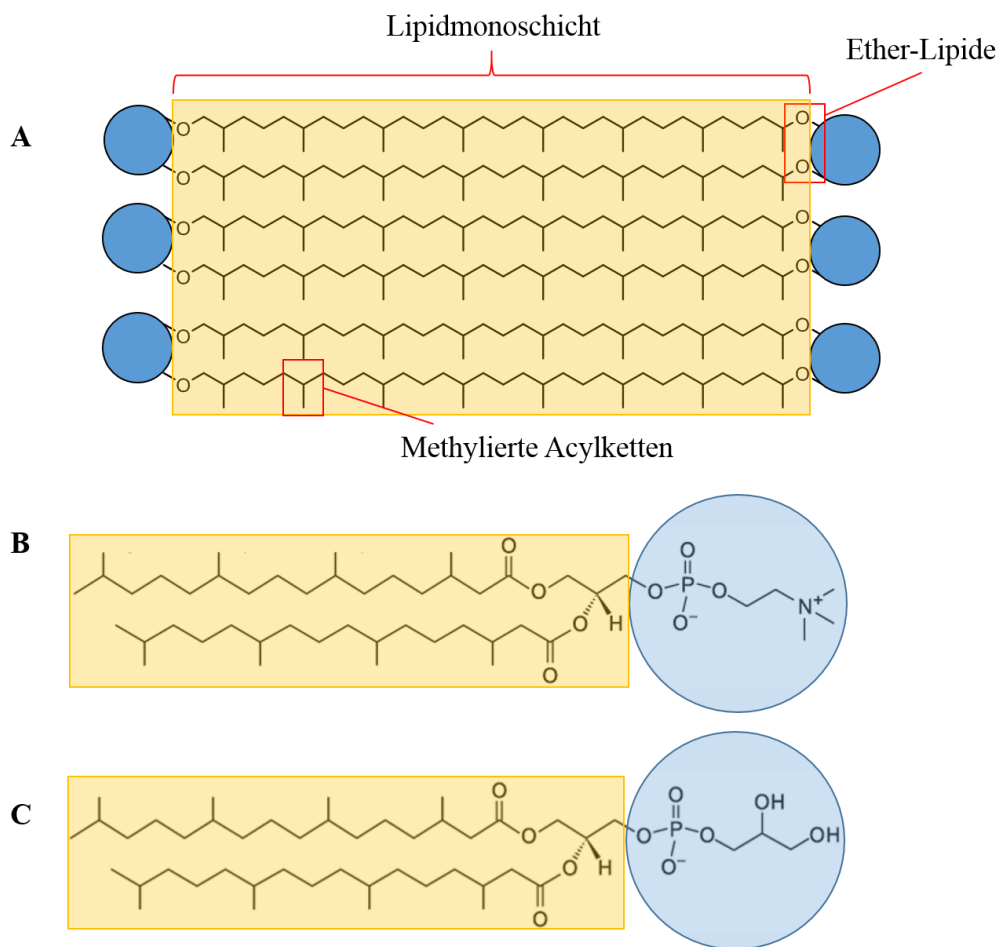 Lipidmonoschicht
Ether-Lipide
A
O O
O O
O O
O O
O O
O O
Methylierte Acylketten
B
O O
O O P O
O H O⁻ N⁺
O
C
O O OH
O O P O OH
O H O⁻
O